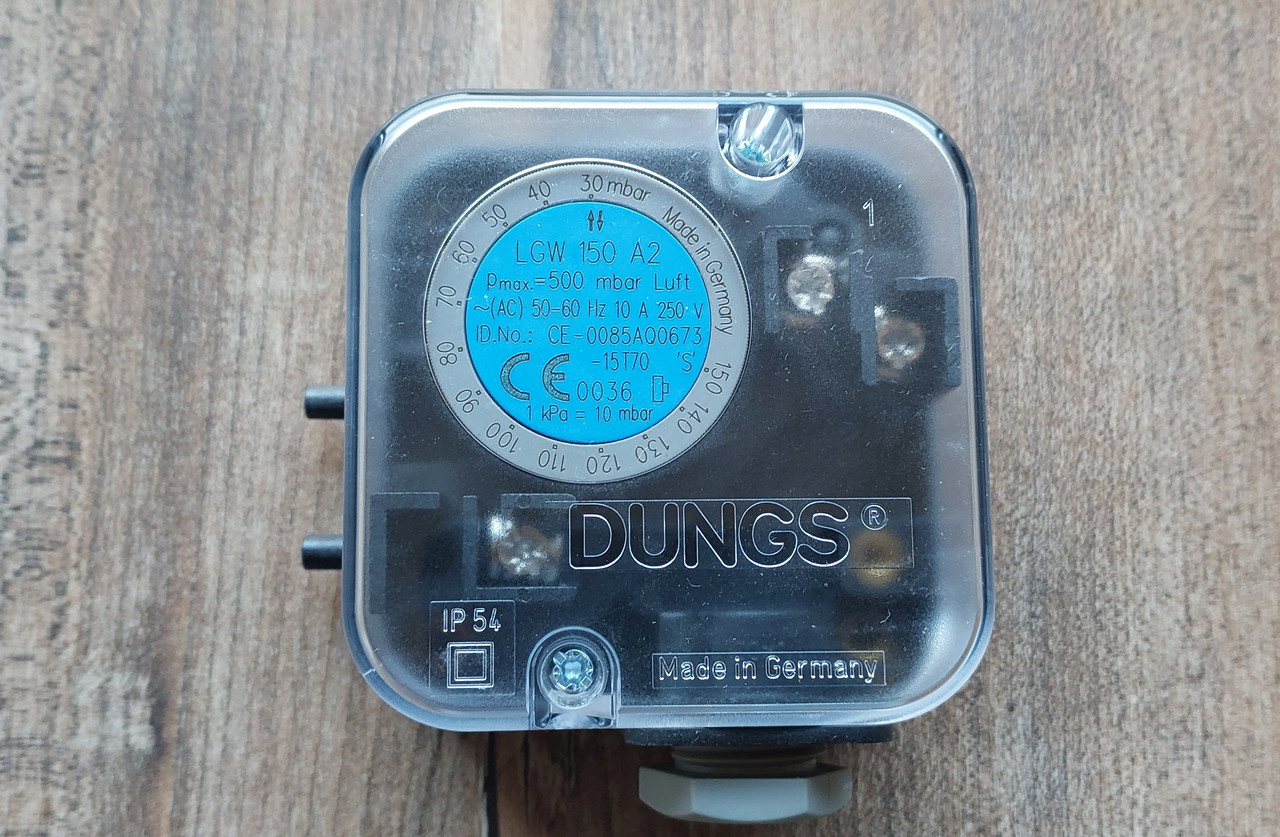 30 mbar
40
50
60
70
80
90
100
110
120
130
140
150
Made in Germany
LGW 150 A2
pmax.=500 mbar Luft
~(AC) 50-60 Hz 10 A 250 V
ID.No.: CE-0085AO0673
-15T70 'S'
CE 0036
1 kPa = 10 mbar
1
DUNGS®
IP 54
Made in Germany